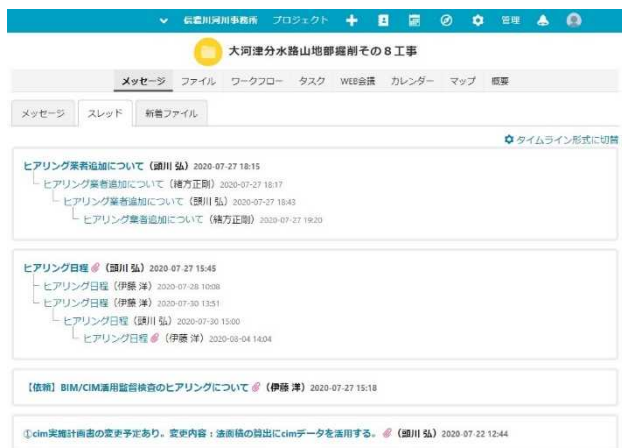 信濃川河川事務所 プロジェクト 管理
大河津分水路山地部掘削その8工事
メッセージ ファイル ワークフロー タスク WEB会議 カレンダー マップ 概要
メッセージ スレッド 新着ファイル
タイムライン形式に切替
ヒアリング業者追加について（頭川 弘）2020-07-27 18:15
ヒアリング業者追加について（緒方正剛）2020-07-27 18:17
ヒアリング業者追加について（頭川 弘）2020-07-27 18:43
ヒアリング業者追加について（緒方正剛）2020-07-27 19:20
ヒアリング日程（頭川 弘）2020-07-27 15:45
ヒアリング日程（伊藤 洋）2020-07-28 10:08
ヒアリング日程（伊藤 洋）2020-07-30 13:51
ヒアリング日程（頭川 弘）2020-07-30 15:00
ヒアリング日程（伊藤 洋）2020-08-04 14:04
【依頼】BIM/CIM活用監督検査のヒアリングについて（伊藤 洋）2020-07-27 15:18
①cim実施計画書の変更予定あり。変更内容：法面積の算出にcimデータを活用する。（頭川 弘）2020-07-22 12:44